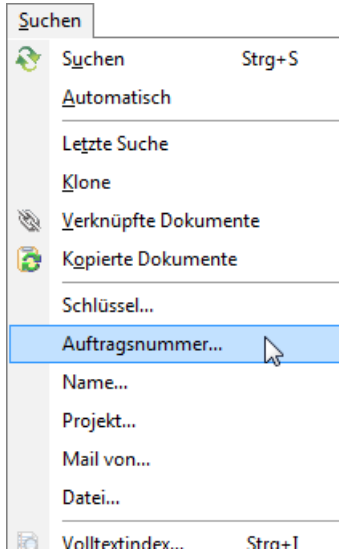 Suchen
Suchen Strg+S
Automatisch
Letzte Suche
Klone
Verknüpfte Dokumente
Kopierte Dokumente
Schlüssel...
Auftragsnummer...
Name...
Projekt...
Mail von...
Datei...
Volltextindex... Strg+I